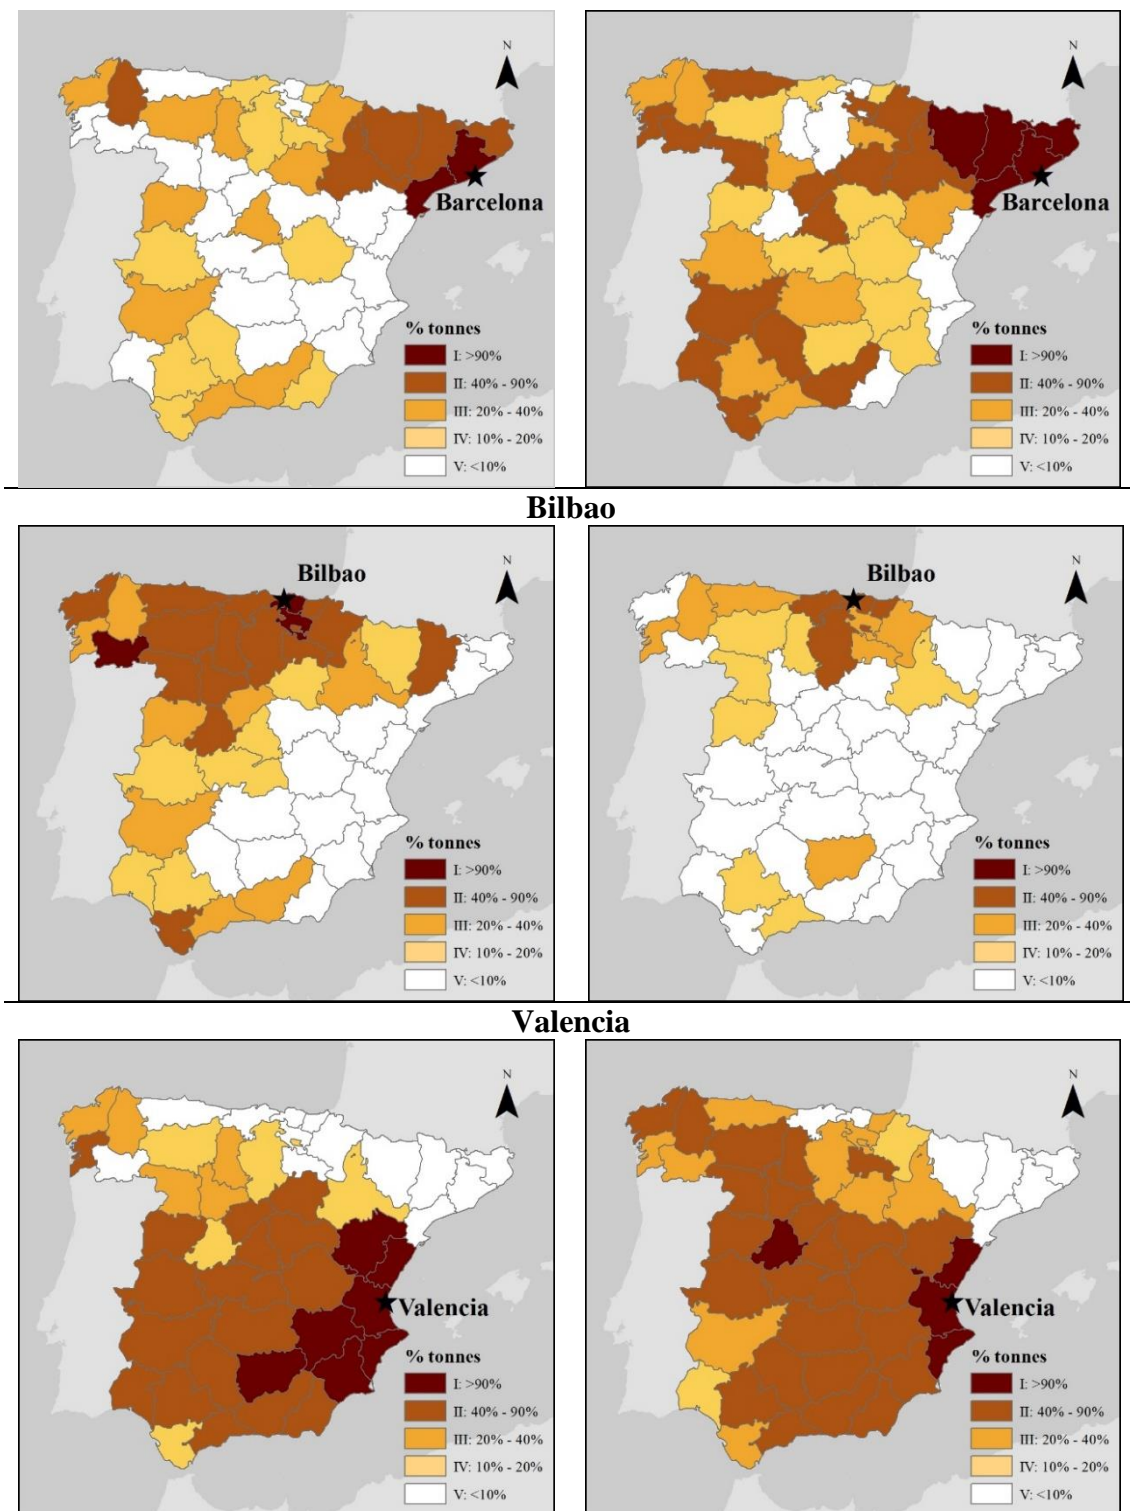 N
Barcelona
% tonnes
I: >90%
II: 40% - 90%
III: 20% - 40%
IV: 10% - 20%
V: <10%
N
Barcelona
% tonnes
I: >90%
II: 40% - 90%
III: 20% - 40%
IV: 10% - 20%
V: <10%
Bilbao
N
Bilbao
% tonnes
I: >90%
II: 40% - 90%
III: 20% - 40%
IV: 10% - 20%
V: <10%
N
Bilbao
% tonnes
I: >90%
II: 40% - 90%
III: 20% - 40%
IV: 10% - 20%
V: <10%
Valencia
N
Valencia
% tonnes
I: >90%
II: 40% - 90%
III: 20% - 40%
IV: 10% - 20%
V: <10%
N
Valencia
% tonnes
I: >90%
II: 40% - 90%
III: 20% - 40%
IV: 10% - 20%
V: <10%